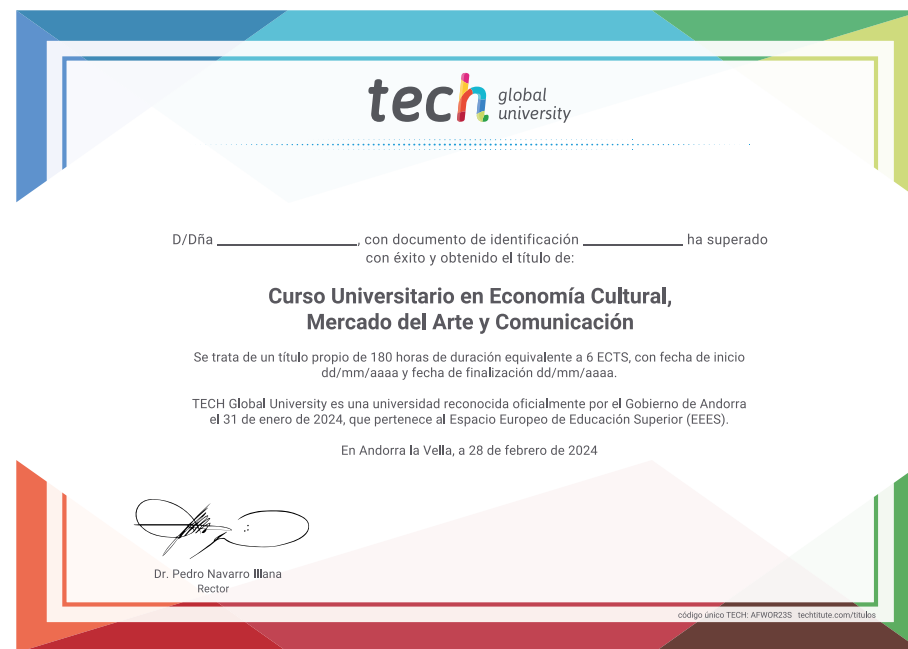 tech global
university
D/Dña ____________________, con documento de identificación ______________ ha superado
con éxito y obtenido el título de:
Curso Universitario en Economía Cultural,
Mercado del Arte y Comunicación
Se trata de un título propio de 180 horas de duración equivalente a 6 ECTS, con fecha de inicio
dd/mm/aaaa y fecha de finalización dd/mm/aaaa.
TECH Global University es una universidad reconocida oficialmente por el Gobierno de Andorra
el 31 de enero de 2024, que pertenece al Espacio Europeo de Educación Superior (EEES).
En Andorra la Vella, a 28 de febrero de 2024
Dr. Pedro Navarro Illana
Rector
código único TECH: AFWOR23S techtitute.com/titulos